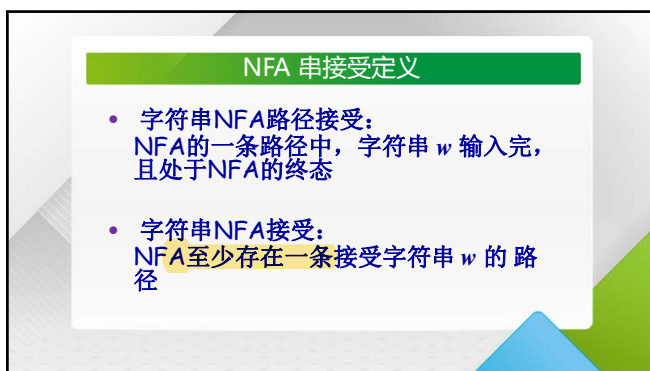 NFA 串接受定义
• 字符串NFA路径接受：
NFA的一条路径中，字符串 w 输入完，
且处于NFA的终态
• 字符串NFA接受：
NFA至少存在一条接受字符串 w 的 路
径